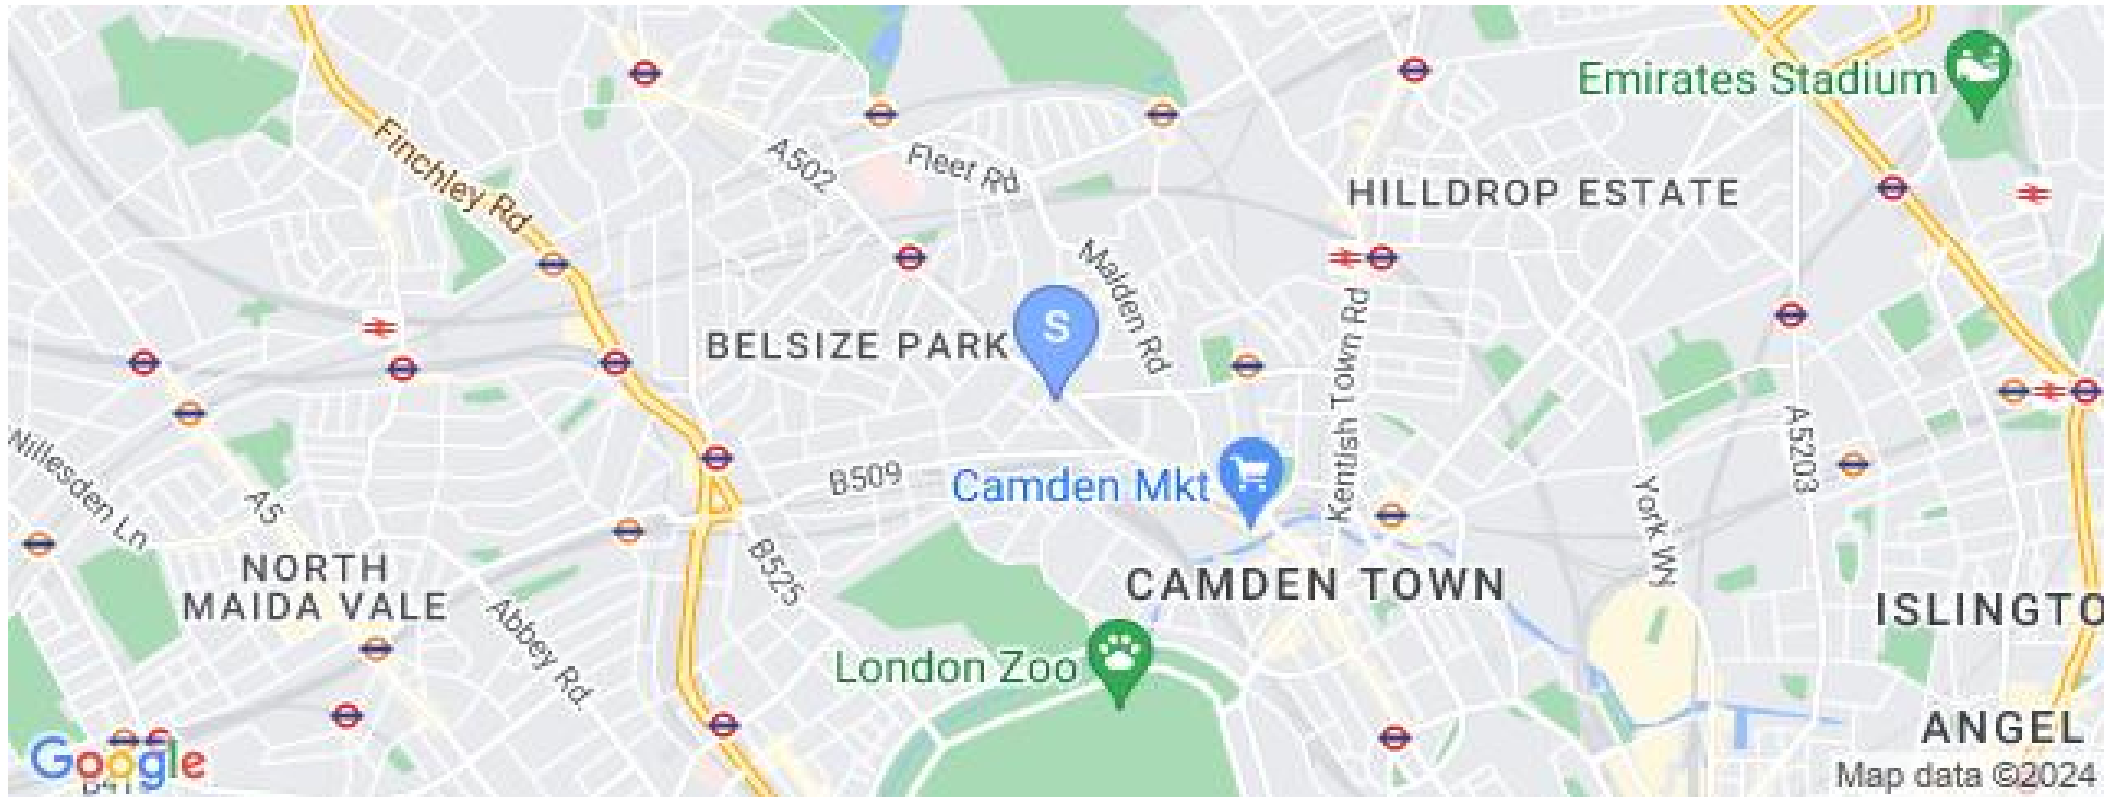 Emirates Stadium
Finchley Rd
A502
Fleet Rd
HILLDROP ESTATE
Maiden Rd
S
BELSIZE PARK
Kentish Town Rd
A5203
Willesden Ln
A5
B509
Camden Mkt
York Wy
NORTH
MAIDA VALE
B525
CAMDEN TOWN
Abbey Rd
ISLINGTO
London Zoo
ANGEL
Google
Map data ©2024